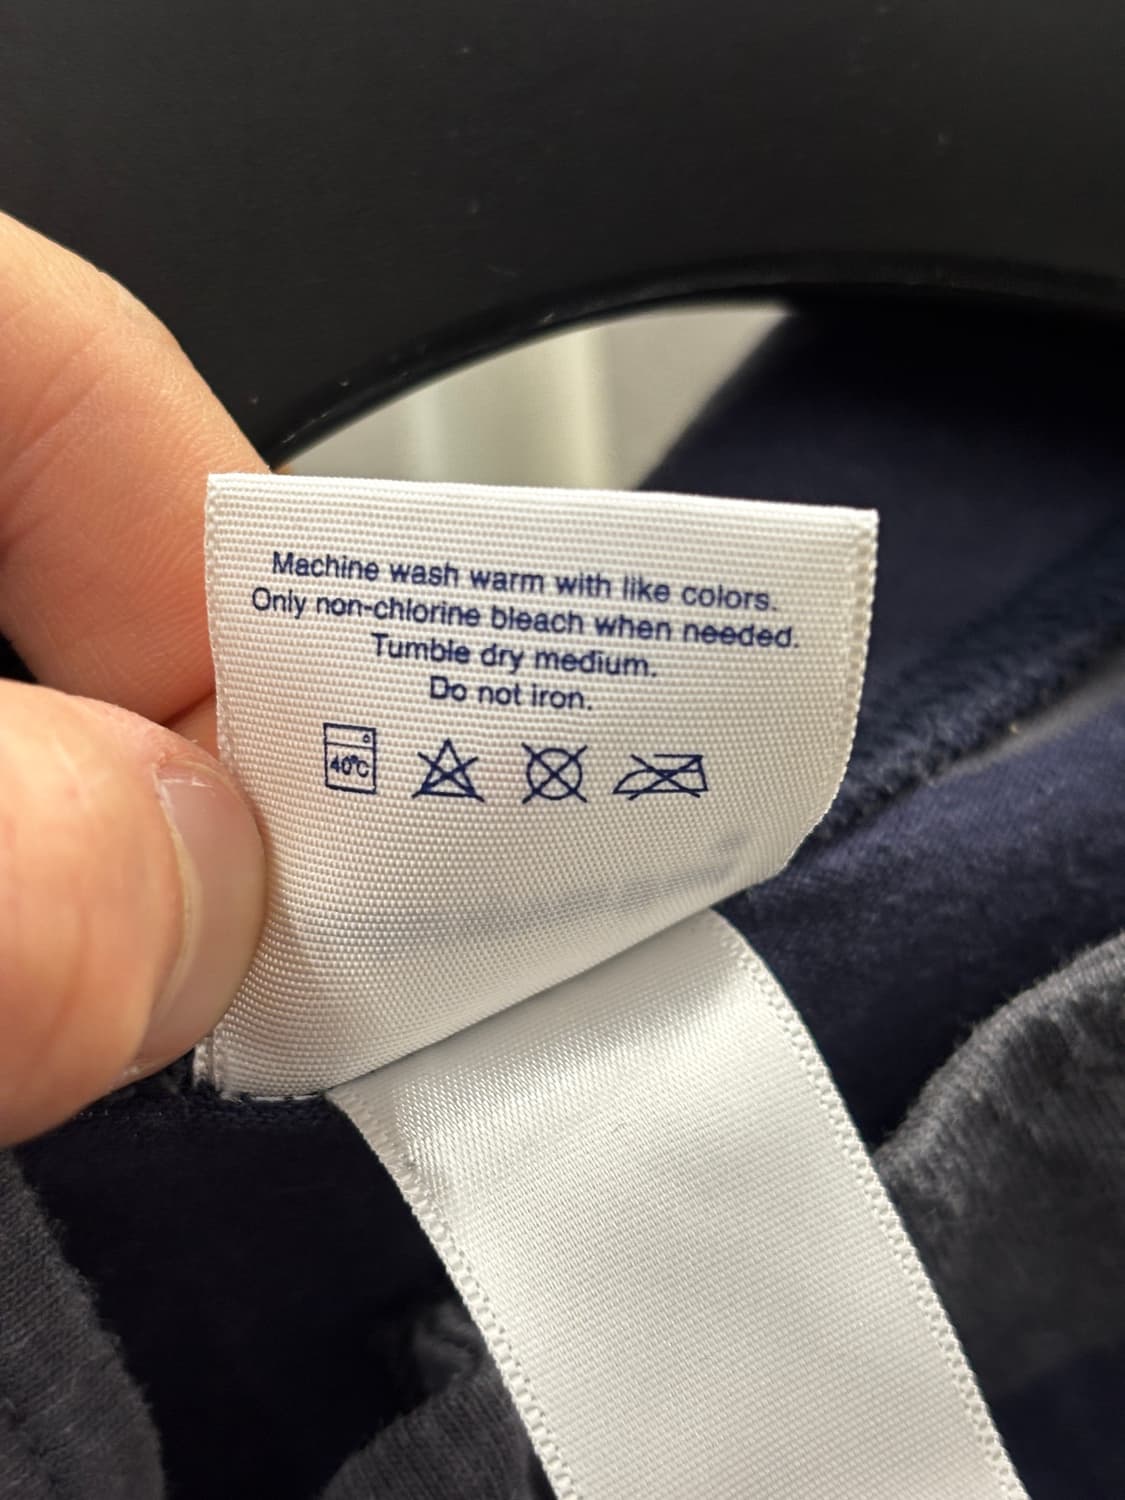 Machine wash warm with like colors.
Only non-chlorine bleach when needed.
Tumble dry medium.
Do not iron.
40°C